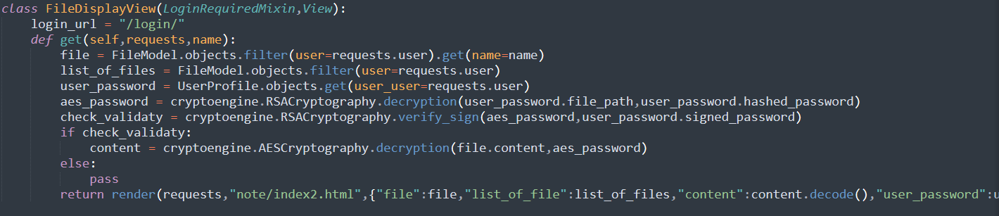 class FileDisplayView(LoginRequiredMixin,View):
    login_url = "/login/"
    def get(self,requests,name):
        file = FileModel.objects.filter(user=requests.user).get(name=name)
        list_of_files = FileModel.objects.filter(user=requests.user)
        user_password = UserProfile.objects.get(user_user=requests.user)
        aes_password = cryptoengine.RSACryptography.decryption(user_password.file_path,user_password.hashed_password)
        check_validaty = cryptoengine.RSACryptography.verify_sign(aes_password,user_password.signed_password)
        if check_validaty:
            content = cryptoengine.AESCryptography.decryption(file.content,aes_password)
        else:
            pass
        return render(requests,"note/index2.html",{"file":file,"list_of_file":list_of_files,"content":content.decode(),"user_password":u